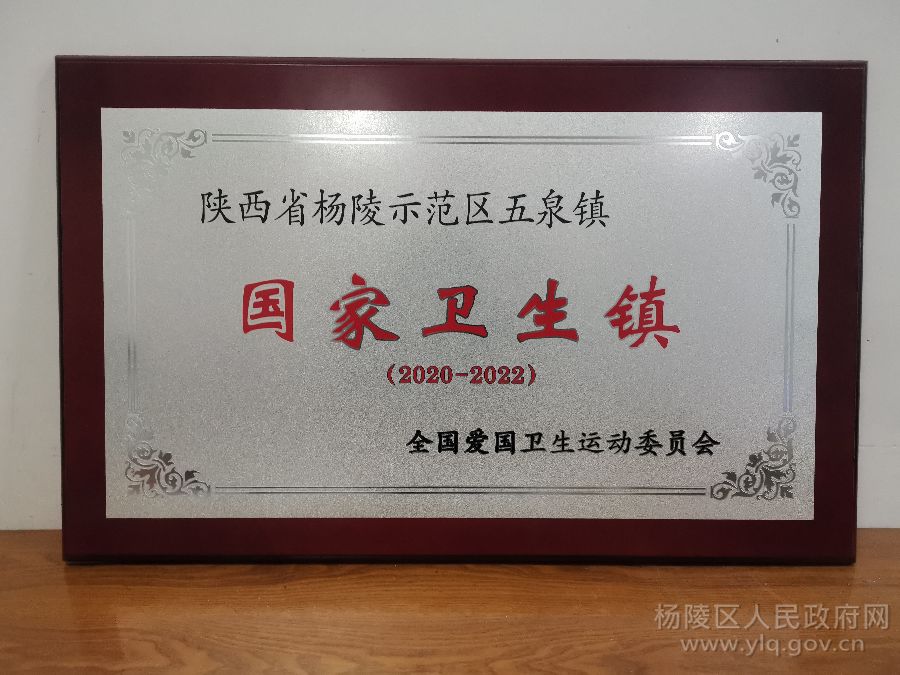 陕西省杨陵示范区五泉镇
国家卫生镇
(2020-2022)
全国爱国卫生运动委员会
杨陵区人民政府网
www.ylq.gov.cn